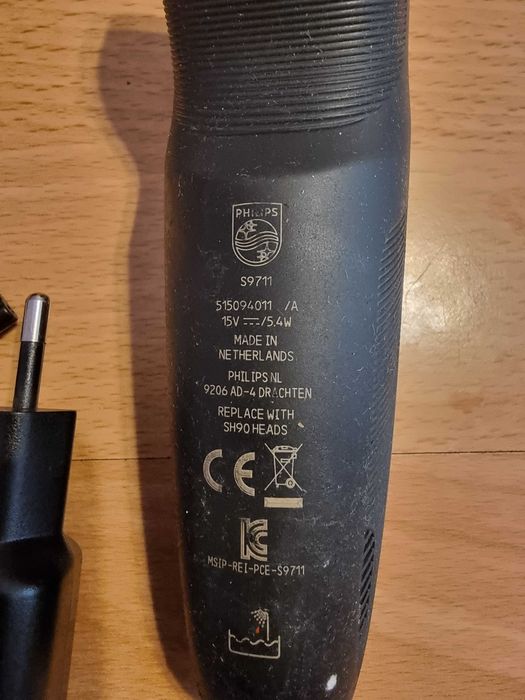 PHILIPS
S9711
515094011 /A
15V ⎓/5.4W
MADE IN
NETHERLANDS
PHILIPS NL
9206 AD-4 DRACHTEN
REPLACE WITH
SH90 HEADS
CE
KC
MSIP-REI-PCE-S9711